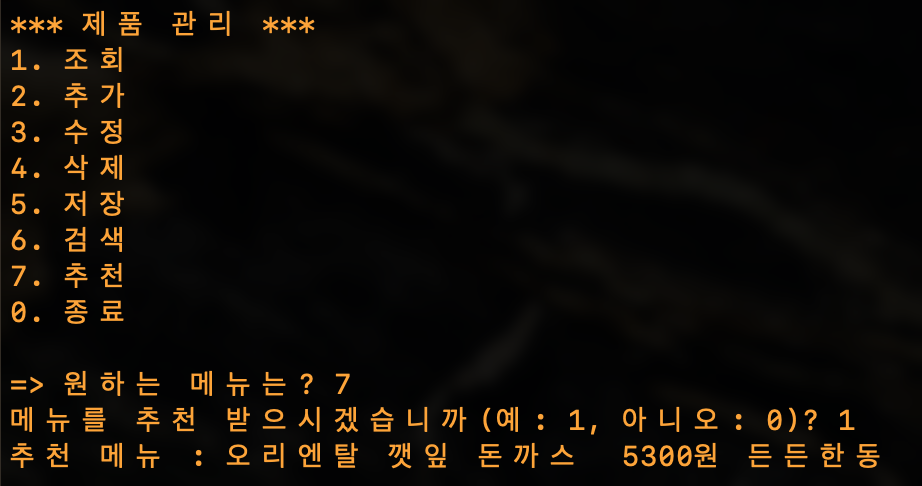 *** 제품 관리 ***
1. 조회
2. 추가
3. 수정
4. 삭제
5. 저장
6. 검색
7. 추천
0. 종료
=> 원하는 메뉴는? 7
메뉴를 추천 받으시겠습니까(예: 1, 아니오: 0)? 1
추천 메뉴 : 오리엔탈 깻잎 돈까스  5300원 든든한동